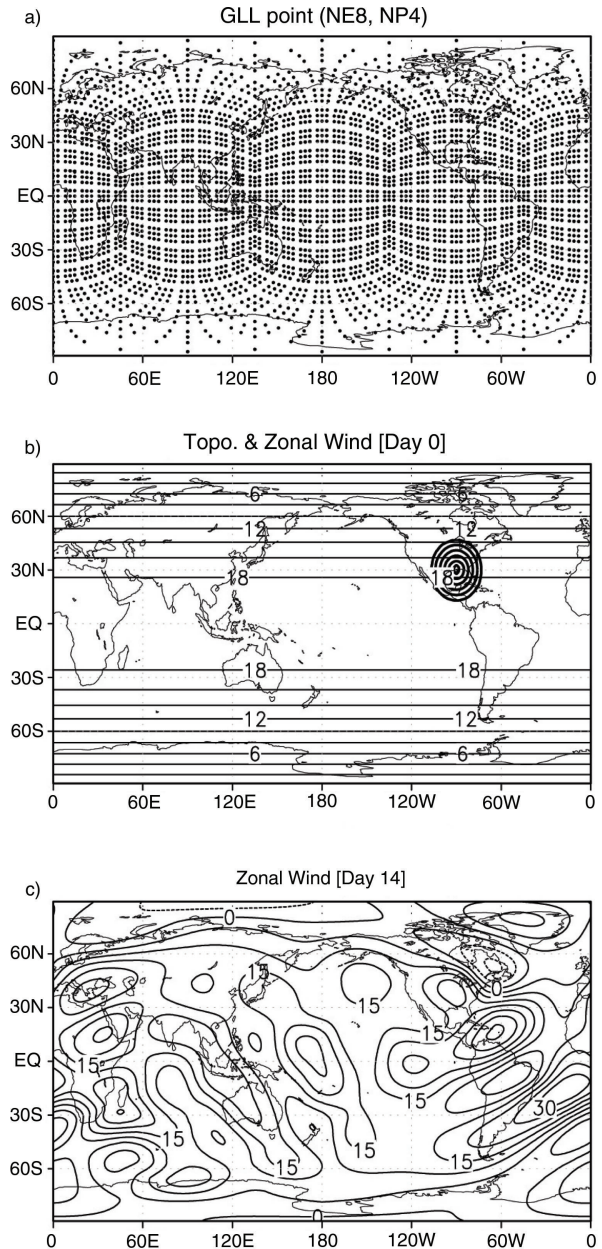 a)
GLL point (NE8, NP4)
60N
30N
EQ
30S
60S
0 60E 120E 180 120W 60W 0
b)
Topo. & Zonal Wind [Day 0]
6 6
60N
12 12
30N
18 18
EQ
18 18
30S
12 12
60S
6 6
0 60E 120E 180 120W 60W 0
c)
Zonal Wind [Day 14]
0
60N
15 0
30N
15 15
EQ
15
30S
15 30
15
15 15
60S
0
0 60E 120E 180 120W 60W 0